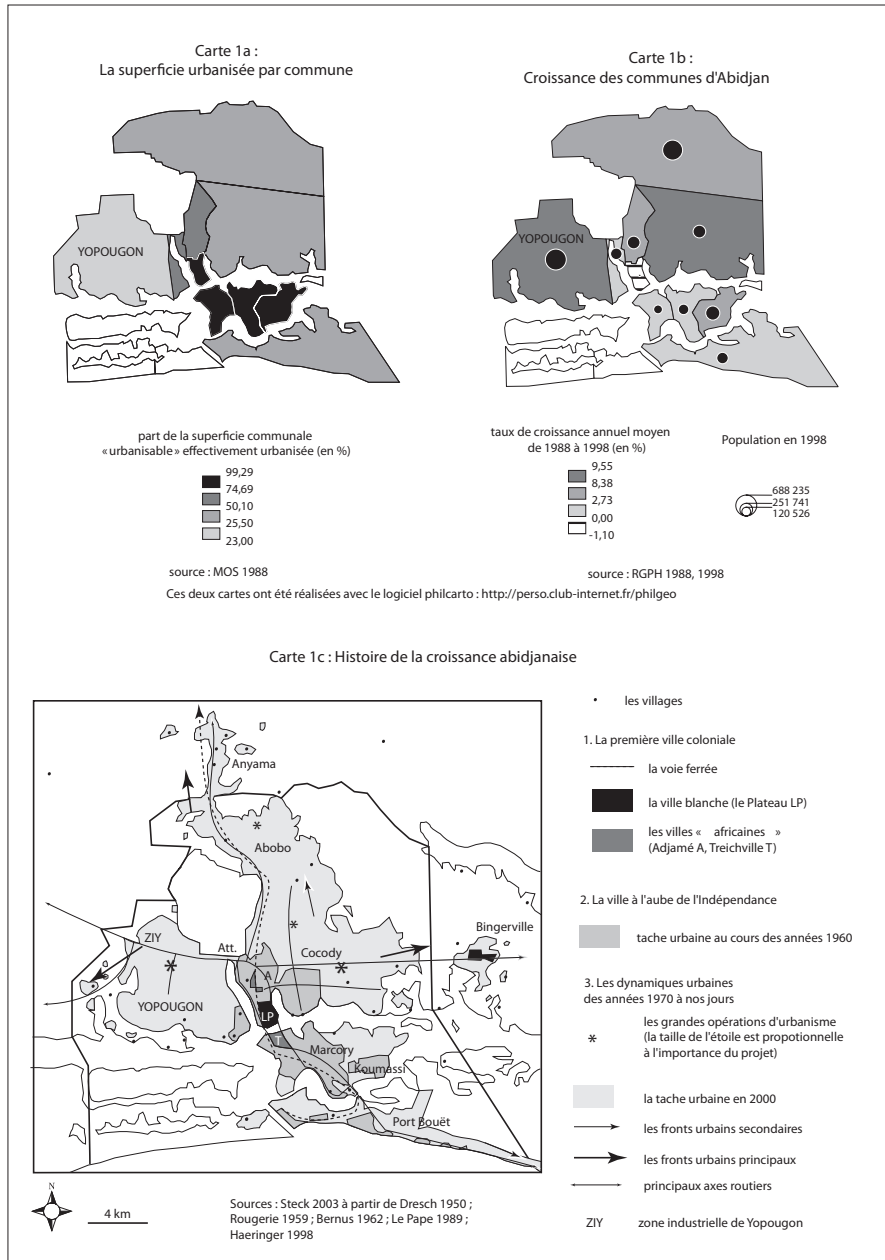 Carte 1a :
La superficie urbanisée par commune
YOPOUGON
part de la superficie communale
« urbanisable » effectivement urbanisée (en %)
99,29
74,69
50,10
25,50
23,00
source : MOS 1988
Carte 1b :
Croissance des communes d'Abidjan
YOPOUGON
taux de croissance annuel moyen
de 1988 à 1998 (en %)
9,55
8,38
2,73
0,00
-1,10
Population en 1998
688 235
251 741
120 526
source : RGPH 1988, 1998
Ces deux cartes ont été réalisées avec le logiciel philcarto : http://perso.club-internet.fr/philgeo
Carte 1c : Histoire de la croissance abidjanaise
Anyama
Abobo
Bingerville
ZIY
Att.
Cocody
A
YOPOUGON
LP
T
Marcory
Koumassi
Port Bouët
N
4 km
Sources : Steck 2003 à partir de Dresch 1950 ;
Rougerie 1959 ; Bernus 1962 ; Le Pape 1989 ;
Haeringer 1998
les villages
1. La première ville coloniale
la voie ferrée
la ville blanche (le Plateau LP)
les villes « africaines »
(Adjamé A, Treichville T)
2. La ville à l'aube de l'Indépendance
tache urbaine au cours des années 1960
3. Les dynamiques urbaines
des années 1970 à nos jours
les grandes opérations d'urbanisme
(la taille de l'étoile est propotionnelle
à l'importance du projet)
la tache urbaine en 2000
les fronts urbains secondaires
les fronts urbains principaux
principaux axes routiers
ZIY zone industrielle de Yopougon